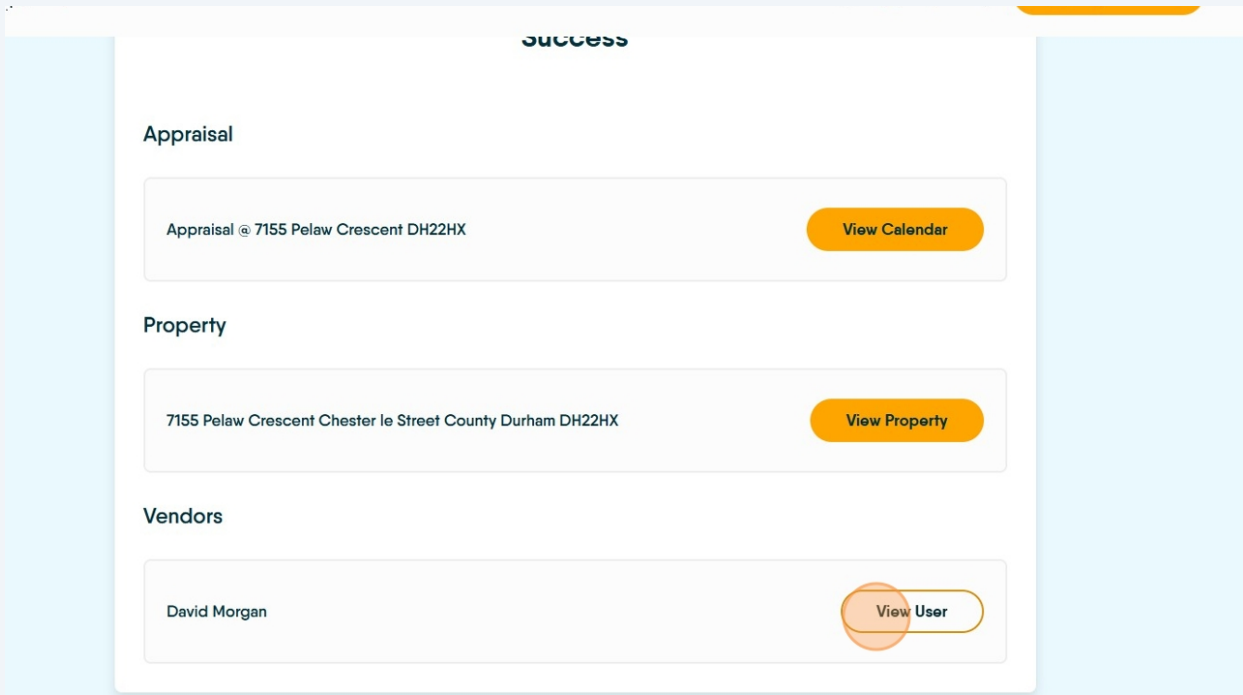 Success
Appraisal
Appraisal @ 7155 Pelaw Crescent DH22HX
View Calendar
Property
7155 Pelaw Crescent Chester le Street County Durham DH22HX
View Property
Vendors
David Morgan
View User